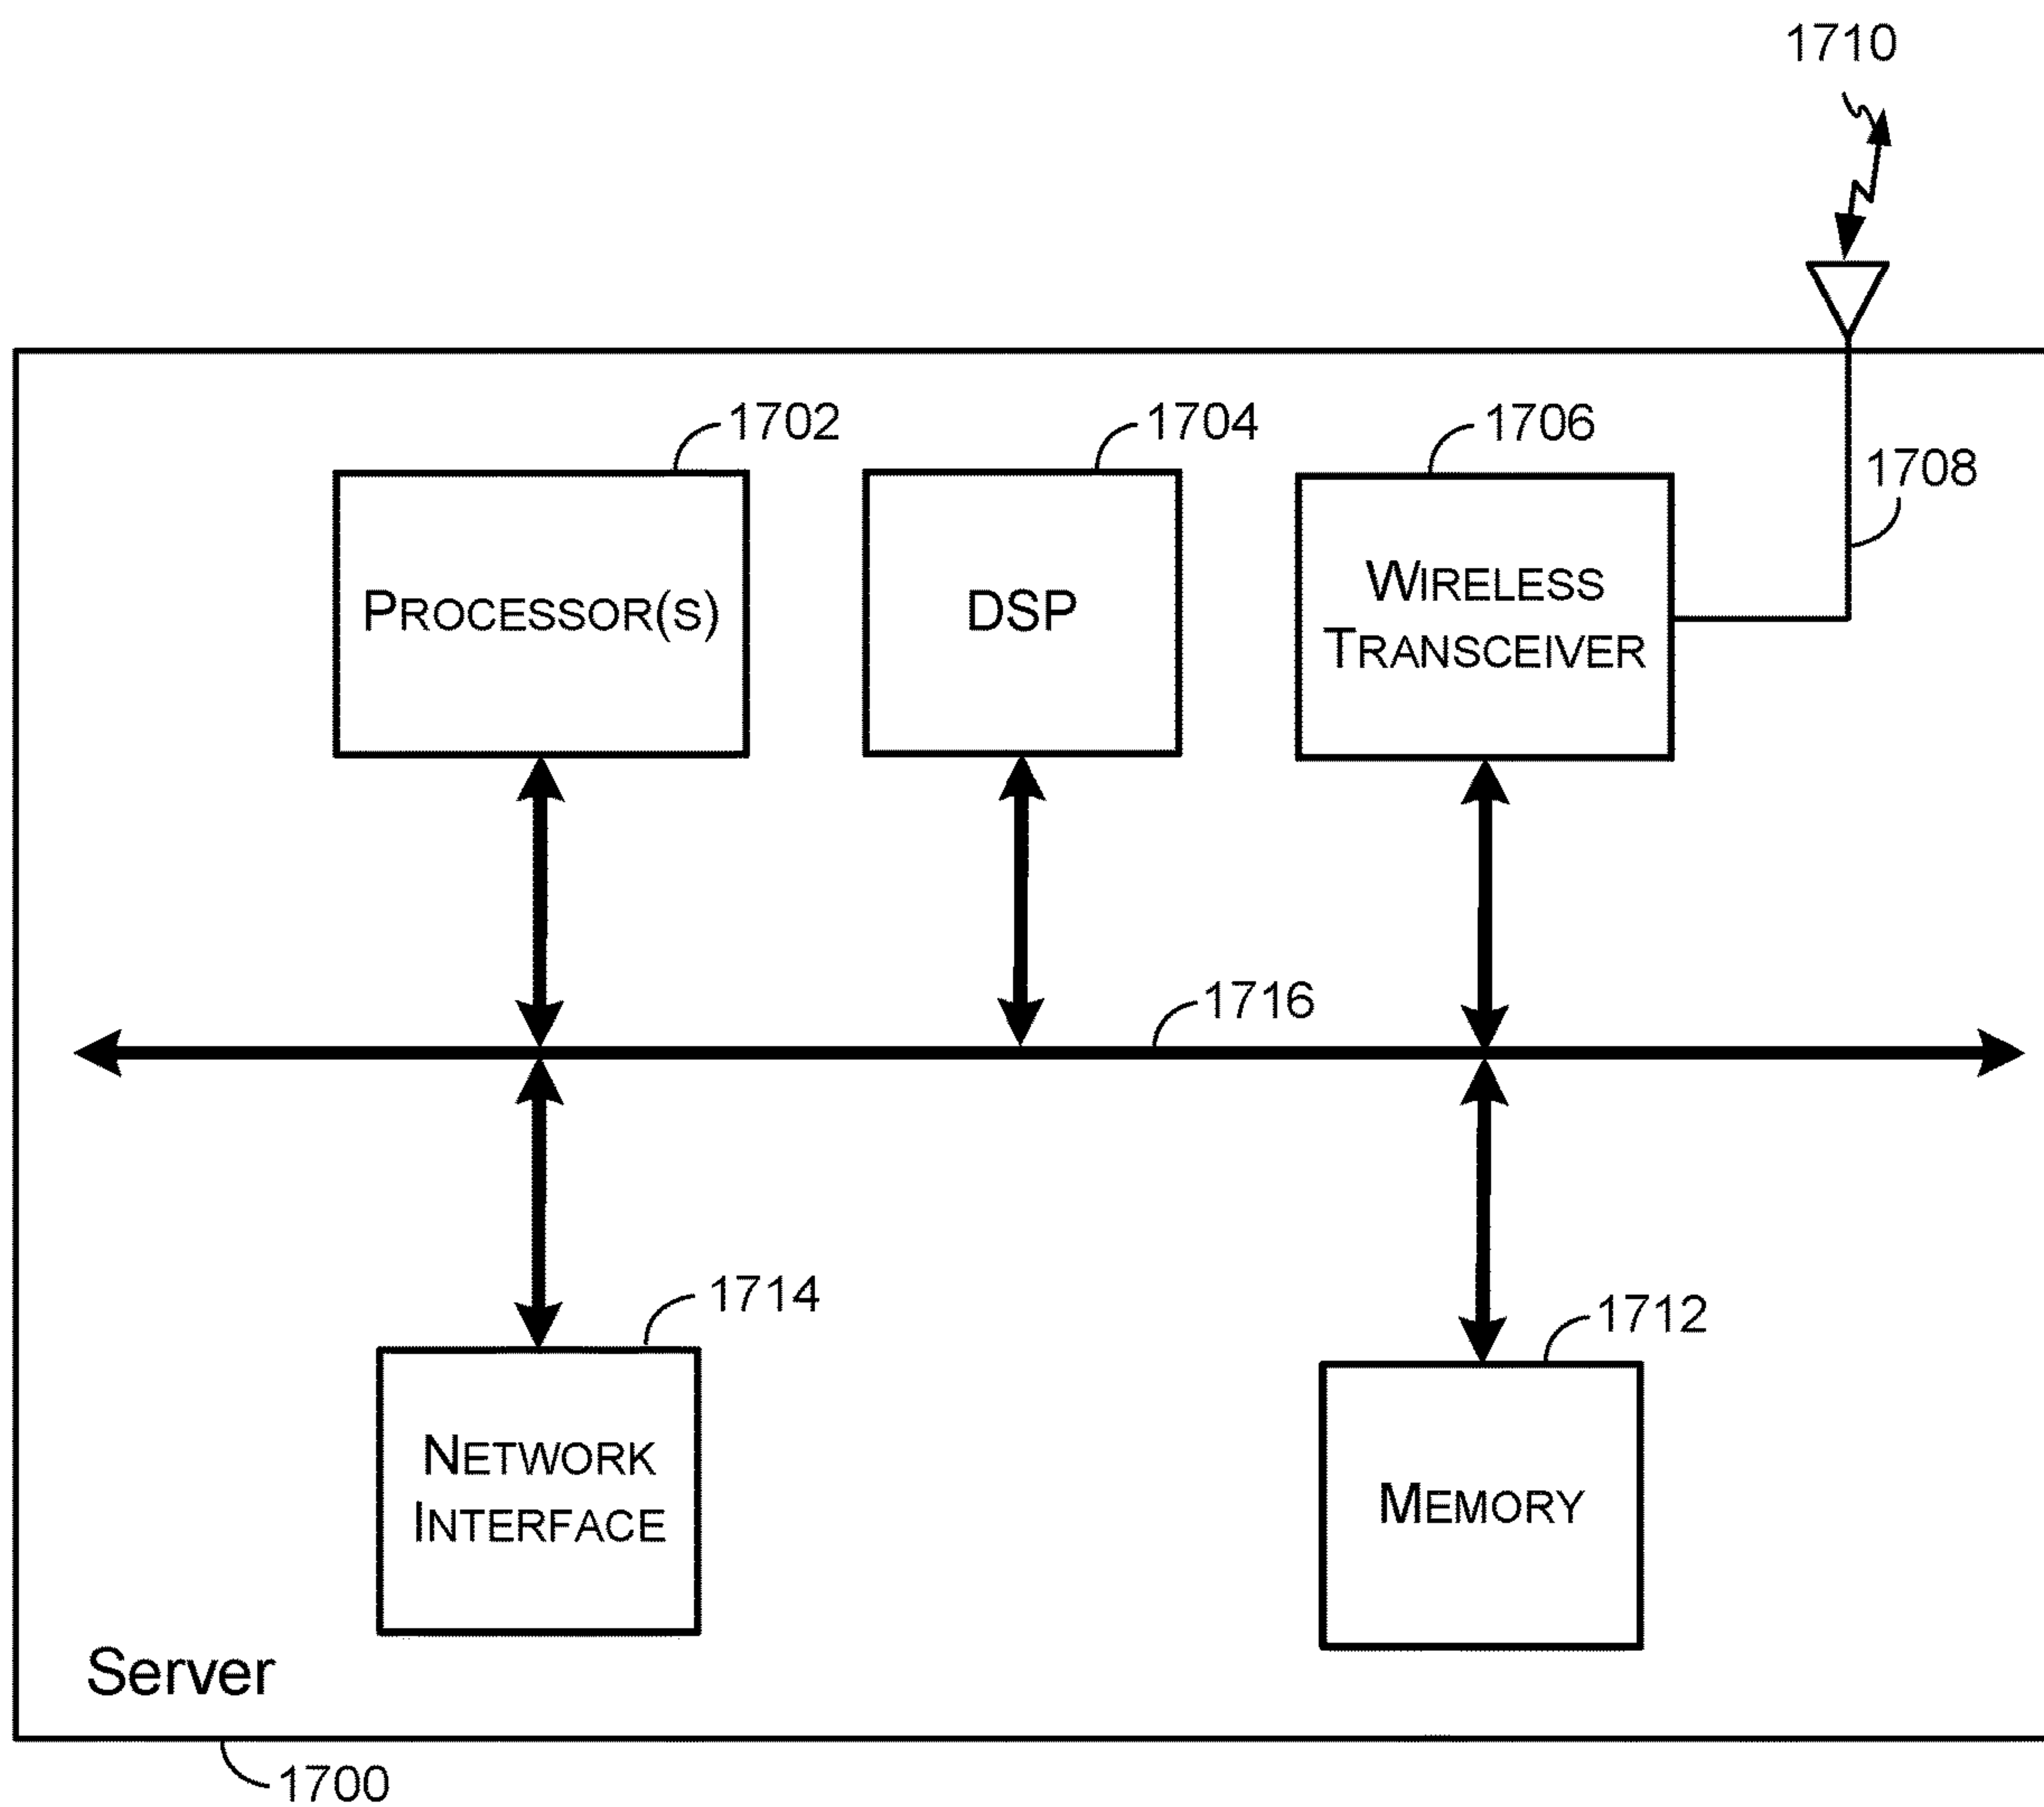 1710
1702
1704
1706
1708
PROCESSOR(S)
DSP
WIRELESS
TRANSCEIVER
1716
1714
1712
NETWORK
INTERFACE
MEMORY
Server
1700